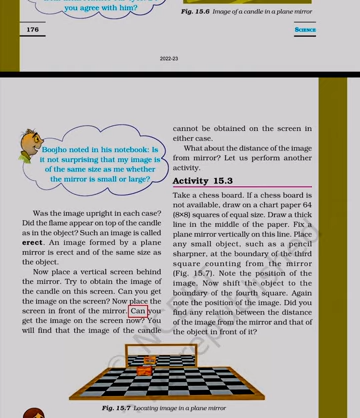 you agree with him?
Fig. 15.6 Image of a candle in a plane mirror
176
SCIENCE
2022-23
Boojho noted in his notebook: Is
it not surprising that my image is
of the same size as me whether
the mirror is small or large?
Was the image upright in each case?
Did the flame appear on top of the candle
as in the object? Such an image is called
erect. An image formed by a plane
mirror is erect and of the same size as
the object.
Now place a vertical screen behind
the mirror. Try to obtain the image of
the candle on this screen. Can you get
the image on the screen? Now place the
screen in front of the mirror. Can you
get the image on the screen now? You
will find that the image of the candle
cannot be obtained on the screen in
either case.
What about the distance of the image
from mirror? Let us perform another
activity.
Activity 15.3
Take a chess board. If a chess board is
not available, draw on a chart paper 64
(8×8) squares of equal size. Draw a thick
line in the middle of the paper. Fix a
plane mirror vertically on this line. Place
any small object, such as a pencil
sharpner, at the boundary of the third
square counting from the mirror
(Fig. 15.7). Note the position of the
image. Now shift the object to the
boundary of the fourth square. Again
note the position of the image. Did you
find any relation between the distance
of the image from the mirror and that of
the object in front of it?
Fig. 15.7 Locating image in a plane mirror